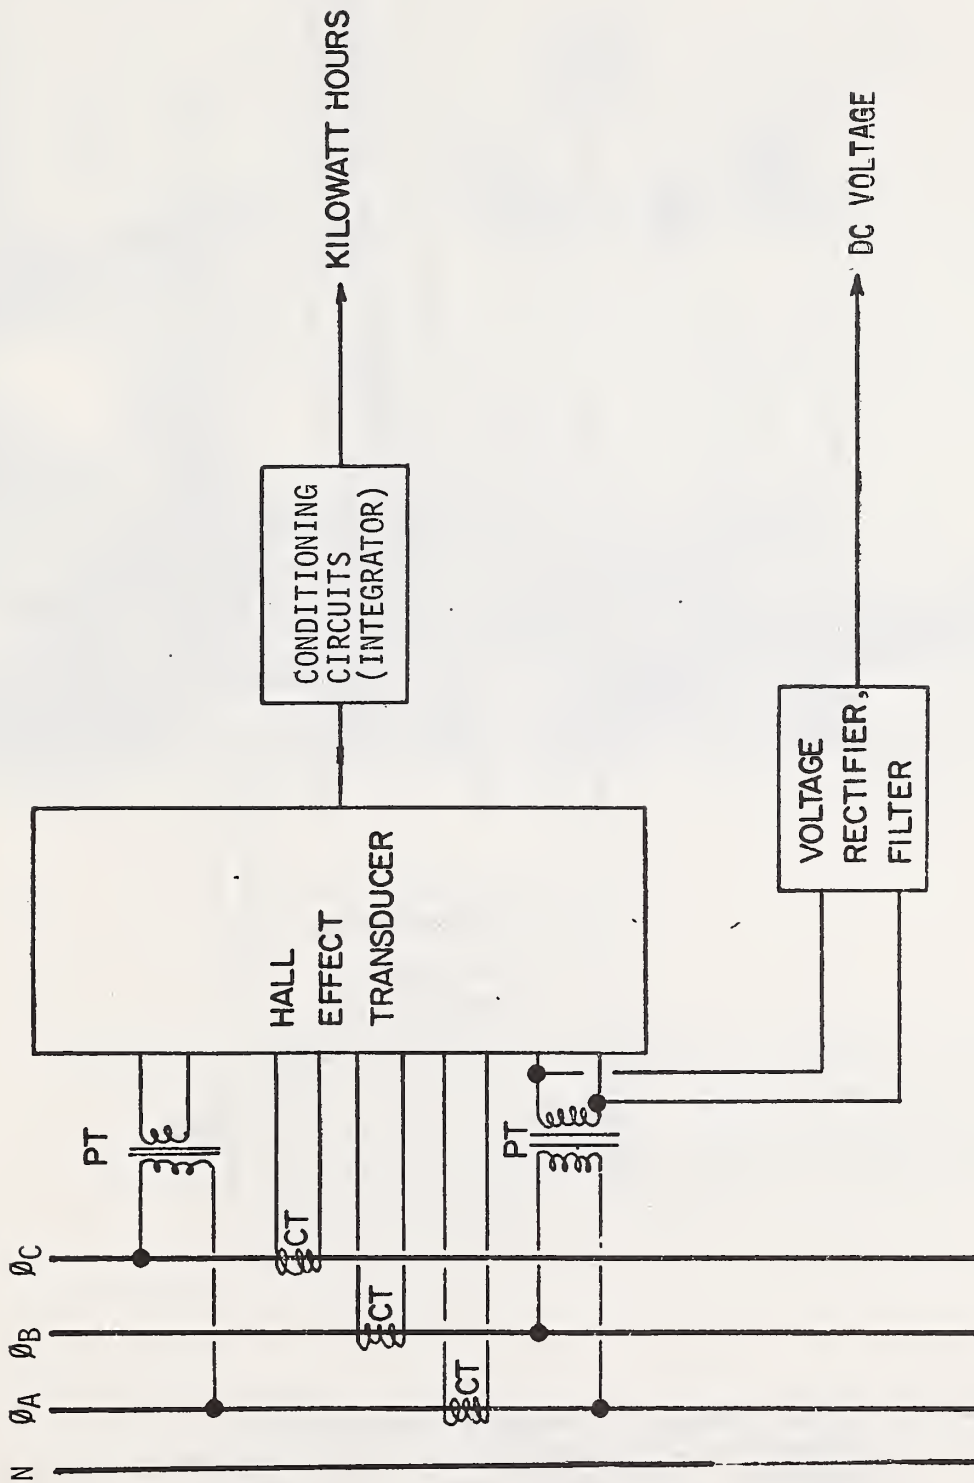 N
ØA
ØB
ØC
PT
CT
CT
CT
PT
HALL
EFFECT
TRANSDUCER
CONDITIONING
CIRCUITS
(INTEGRATOR)
KILOWATT HOURS
VOLTAGE
RECTIFIER,
FILTER
DC VOLTAGE